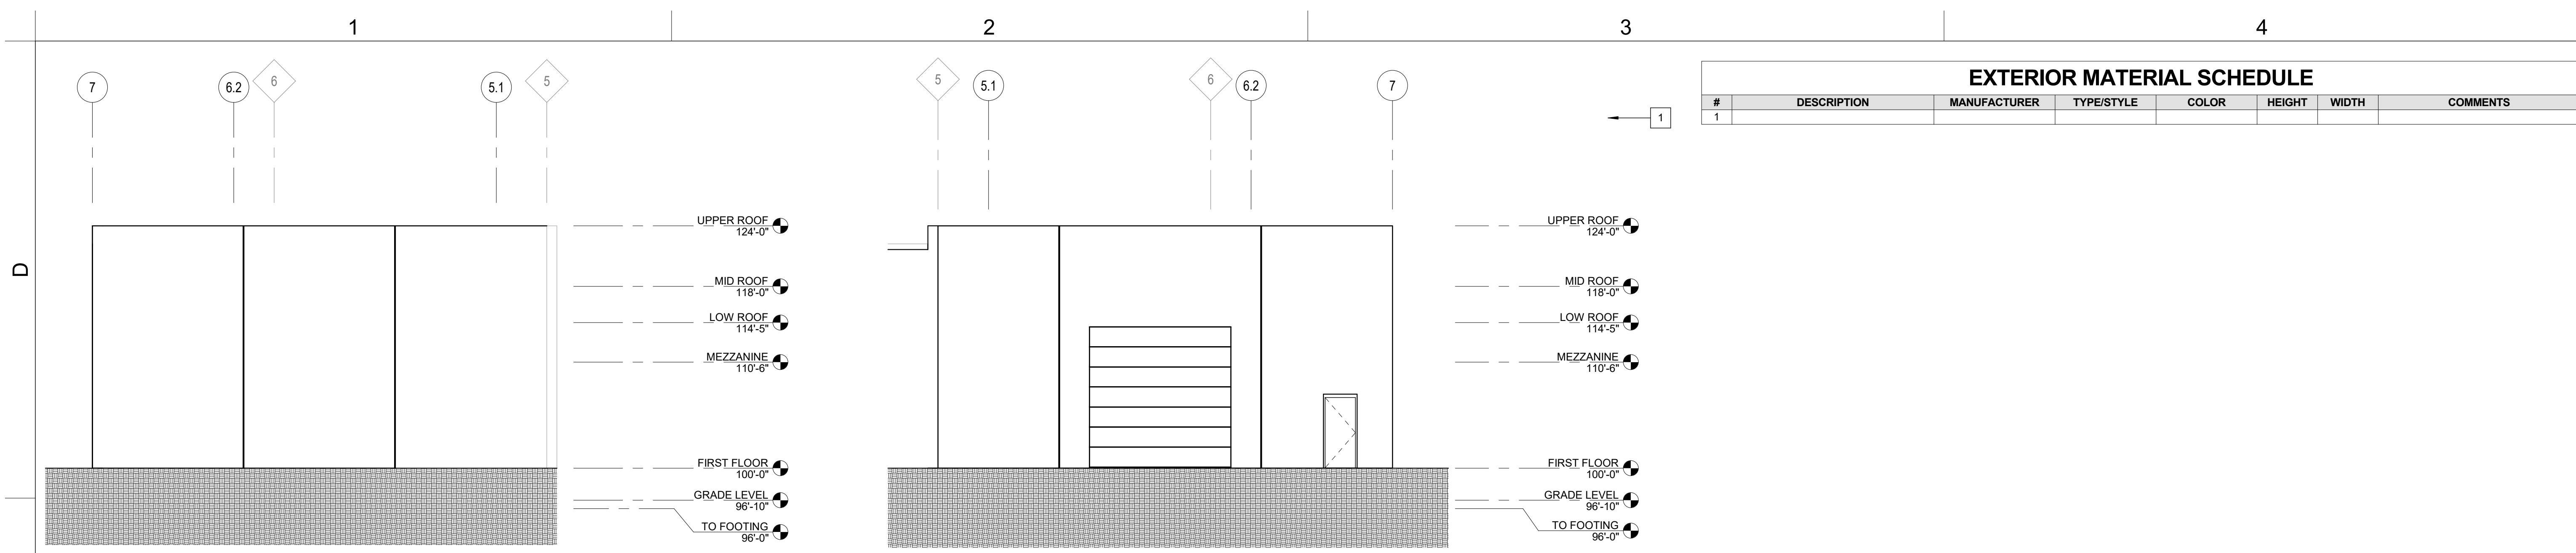 1 2 3 4
D
7 6.2 6 5.1 5
UPPER ROOF
124'-0"
MID ROOF
118'-0"
LOW ROOF
114'-5"
MEZZANINE
110'-6"
FIRST FLOOR
100'-0"
GRADE LEVEL
96'-10"
TO FOOTING
96'-0"
5 5.1 6 6.2 7
UPPER ROOF
124'-0"
MID ROOF
118'-0"
LOW ROOF
114'-5"
MEZZANINE
110'-6"
FIRST FLOOR
100'-0"
GRADE LEVEL
96'-10"
TO FOOTING
96'-0"
1
EXTERIOR MATERIAL SCHEDULE
# DESCRIPTION MANUFACTURER TYPE/STYLE COLOR HEIGHT WIDTH COMMENTS
1